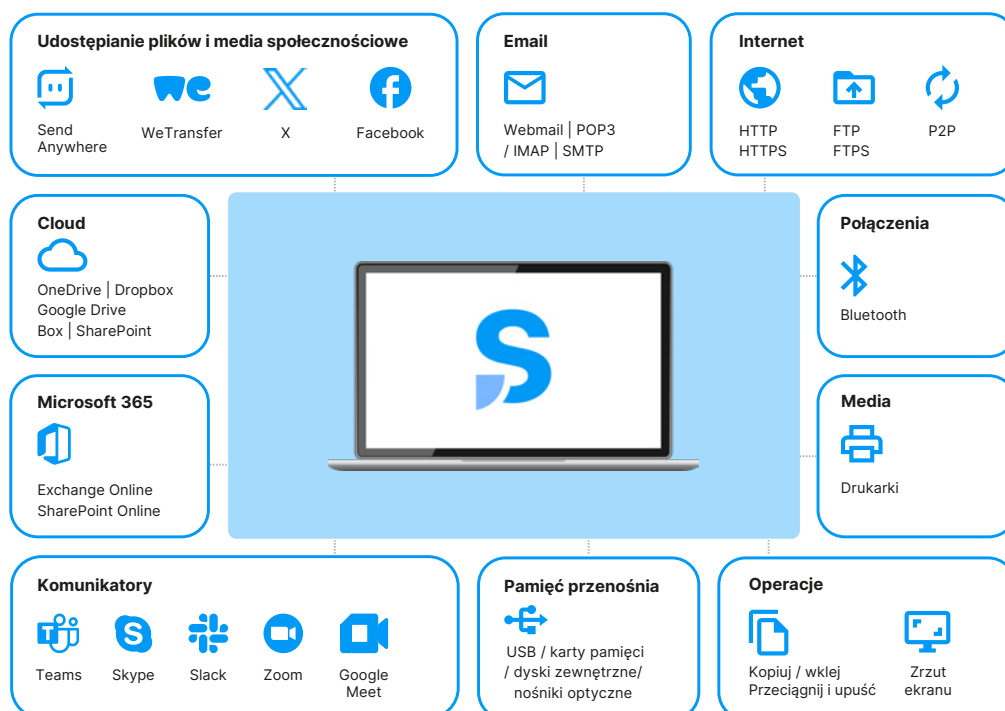 Udostępianie plików i media społecznościowe
Send
Anywhere
WeTransfer
X
Facebook
Email
Webmail | POP3
/ IMAP | SMTP
Internet
HTTP
HTTPS
FTP
FTPS
P2P
Cloud
OneDrive | Dropbox
Google Drive
Box | SharePoint
Połączenia
Bluetooth
Microsoft 365
Exchange Online
SharePoint Online
Media
Drukarki
Komunikatory
Teams
Skype
Slack
Zoom
Google
Meet
Pamięć przenośnia
USB / karty pamięci
/ dyski zewnętrzne/
nośniki optyczne
Operacje
Kopiuj / wklej
Przeciągnij i upuść
Zrzut
ekranu